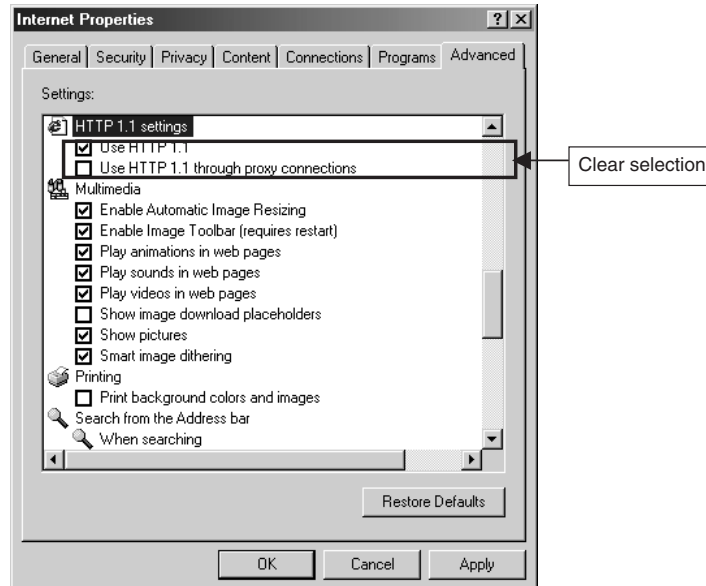 Internet Properties
General Security Privacy Content Connections Programs Advanced
Settings:
HTTP 1.1 settings
Use HTTP 1.1
Use HTTP 1.1 through proxy connections
Clear selection
Multimedia
Enable Automatic Image Resizing
Enable Image Toolbar (requires restart)
Play animations in web pages
Play sounds in web pages
Play videos in web pages
Show image download placeholders
Show pictures
Smart image dithering
Printing
Print background colors and images
Search from the Address bar
When searching
Restore Defaults
OK Cancel Apply